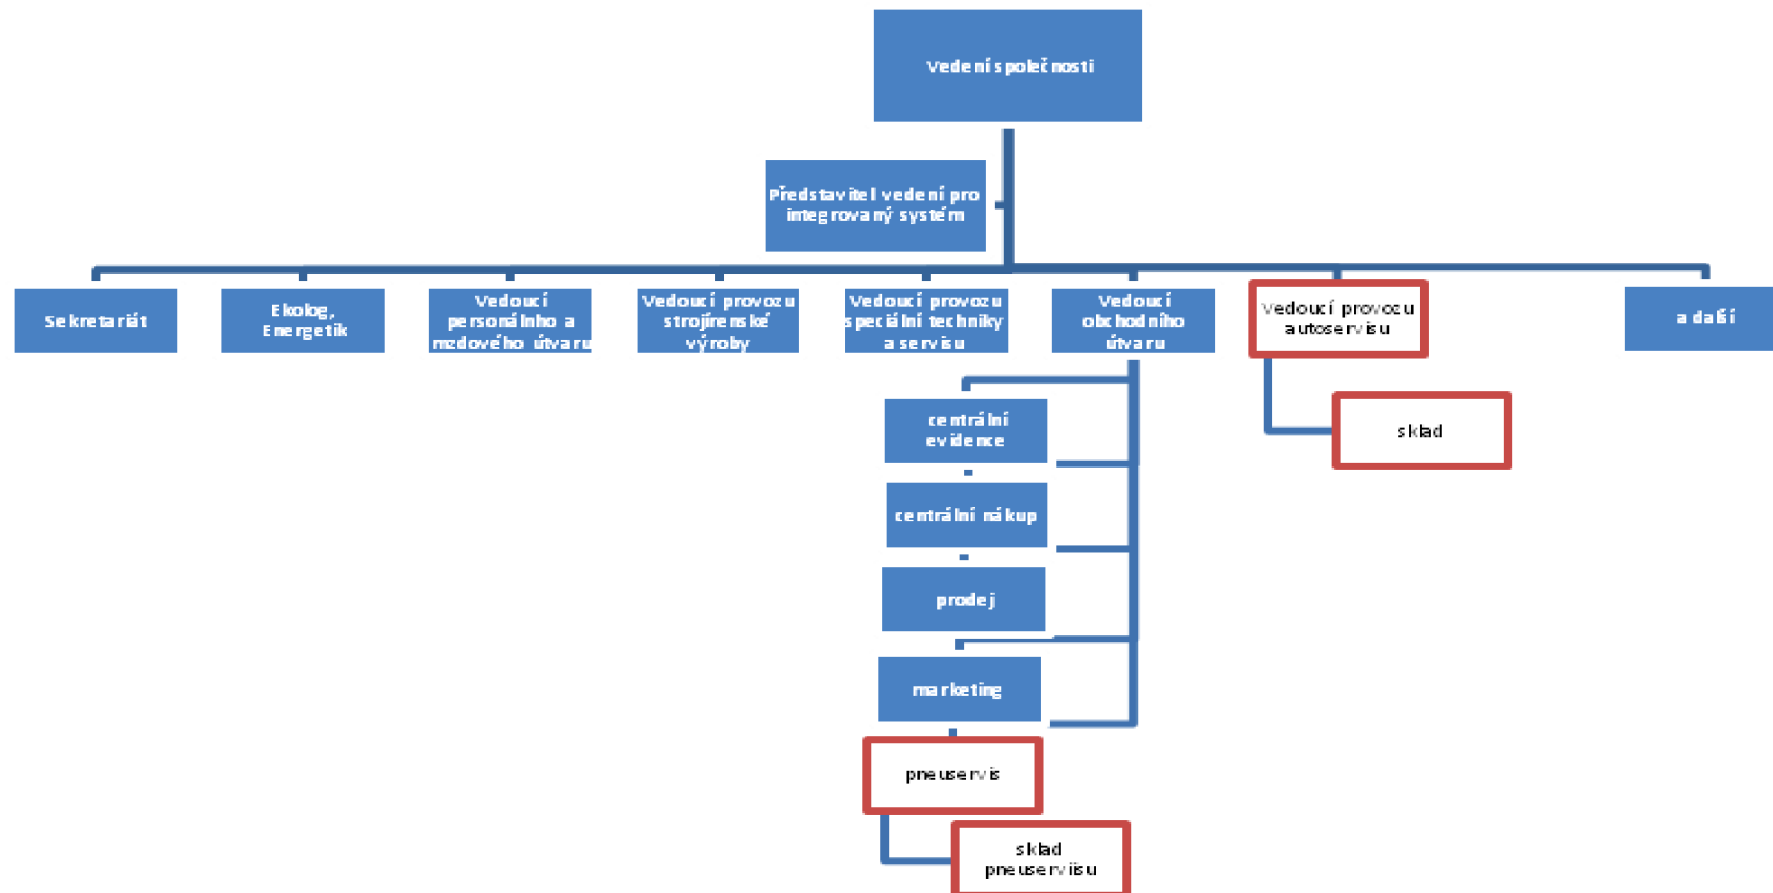 Vedení společnosti
Představitel vedení pro
integrovaný systém
Sekretariát
Ekolog,
Energetik
Vedoucí
personálnho a
mzdového útvaru
Vedoucí provozu
strojírenské
výroby
Vedoucí provozu
speciální techniky
a servisu
Vedoucí
obchodního
útvaru
Vedoucí provozu
autoservisu
a další
sklad
centrální
evidence
centrální nákup
prodej
marketing
pneuservis
sklad
pneuserviisu